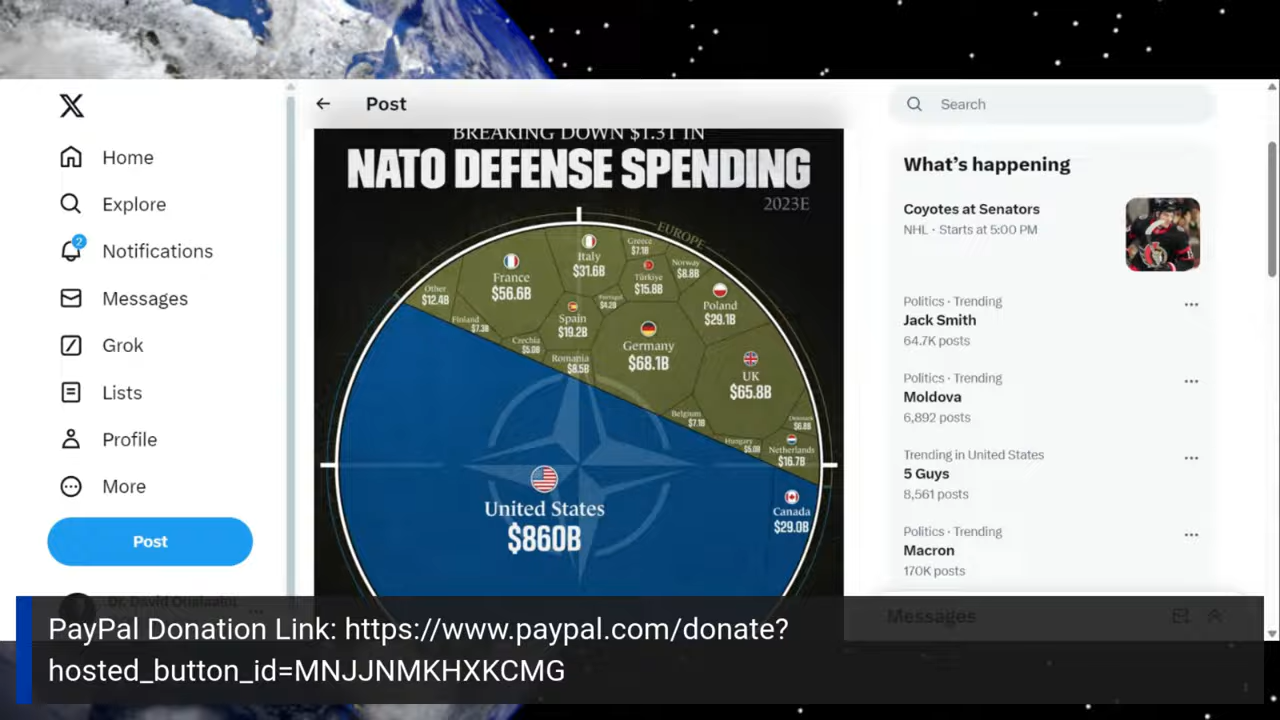 X
Home
Explore
2
Notifications
Messages
Grok
Lists
Profile
More
Post
Post
BREAKING DOWN $1.3T IN
NATO DEFENSE SPENDING
2023E
EUROPE
Other
$12.4B
France
$56.6B
Italy
$31.6B
Greece
$7.1B
Türkiye
$15.8B
Norway
$8.8B
Poland
$29.1B
Portugal
$4.2B
Spain
$19.2B
Finland
$7.3B
Czechia
$5.0B
Romania
$8.5B
Germany
$68.1B
UK
$65.8B
Belgium
$7.1B
Denmark
$6.8B
Hungary
$5.0B
Netherlands
$16.7B
United States
$860B
Canada
$29.0B
Search
What's happening
Coyotes at Senators
NHL · Starts at 5:00 PM
Politics · Trending
Jack Smith
64.7K posts
Politics · Trending
Moldova
6,892 posts
Trending in United States
5 Guys
8,561 posts
Politics · Trending
Macron
170K posts
Messages
Dr. David
PayPal Donation Link: https://www.paypal.com/donate?
hosted_button_id=MNJJNMKHXKCMG